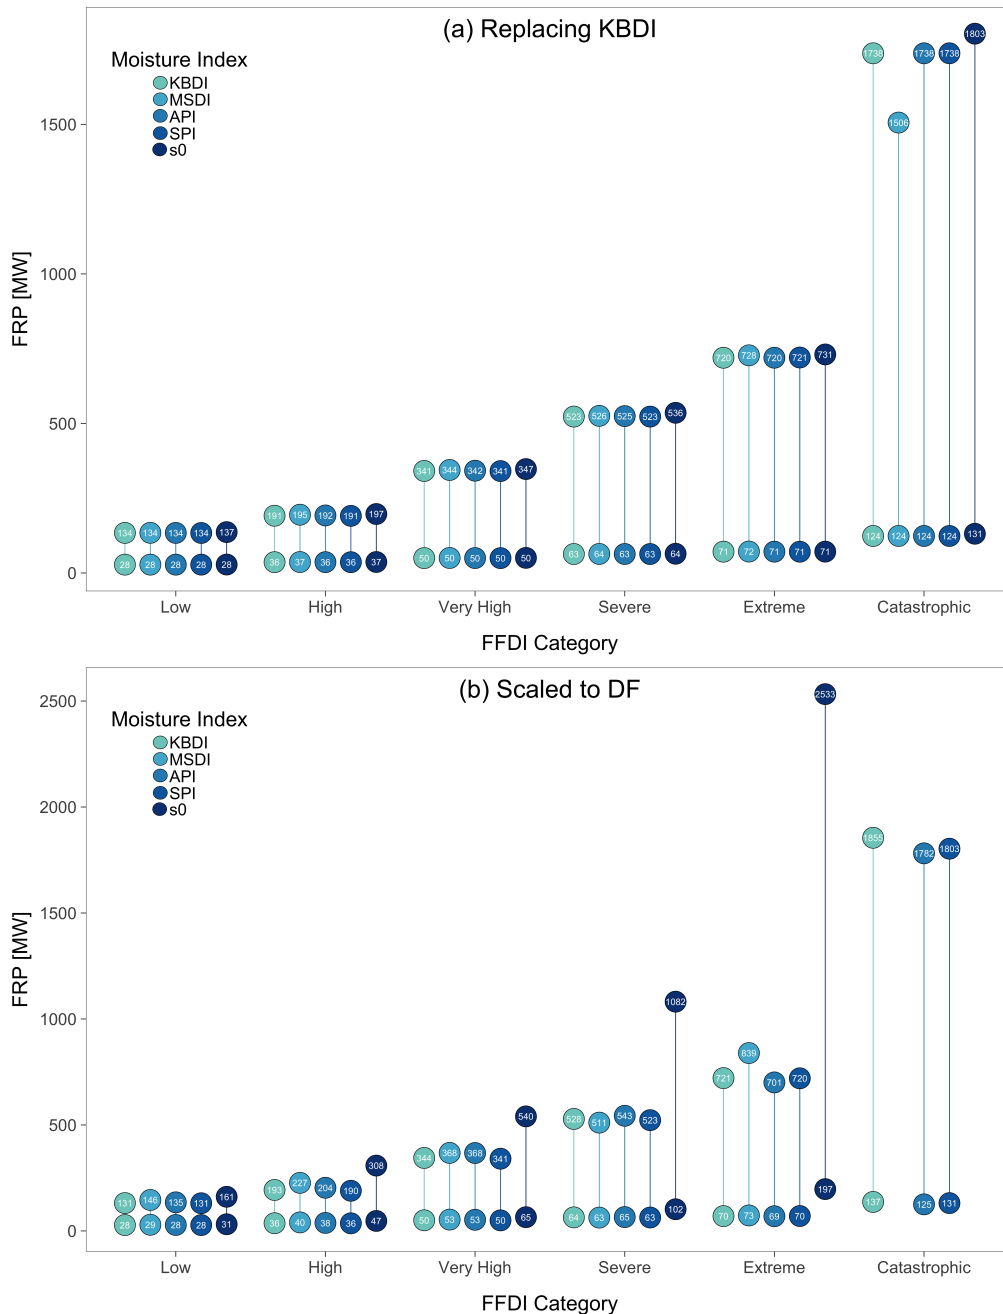 (a) Replacing KBDI
Moisture Index
KBDI
MSDI
API
SPI
s0
FRP [MW]
1500
1000
500
0
134 134 134 134 137
28 28 28 28 28
191 195 192 191 197
36 37 36 36 37
341 344 342 341 347
50 50 50 50 50
523 526 525 523 536
63 64 63 63 64
720 728 720 721 731
71 72 71 71 71
1738 1506 1738 1738 1803
124 124 124 124 131
Low High Very High Severe Extreme Catastrophic
FFDI Category
(b) Scaled to DF
Moisture Index
KBDI
MSDI
API
SPI
s0
FRP [MW]
2500
2000
1500
1000
500
0
131 146 135 131 161
28 29 28 28 31
193 227 204 190 308
36 40 38 36 47
344 368 368 341 540
50 53 53 50 65
528 511 543 523 1082
64 63 65 63 102
721 839 701 720 2533
70 73 69 70 197
1855 1782 1803
137 125 131
Low High Very High Severe Extreme Catastrophic
FFDI Category